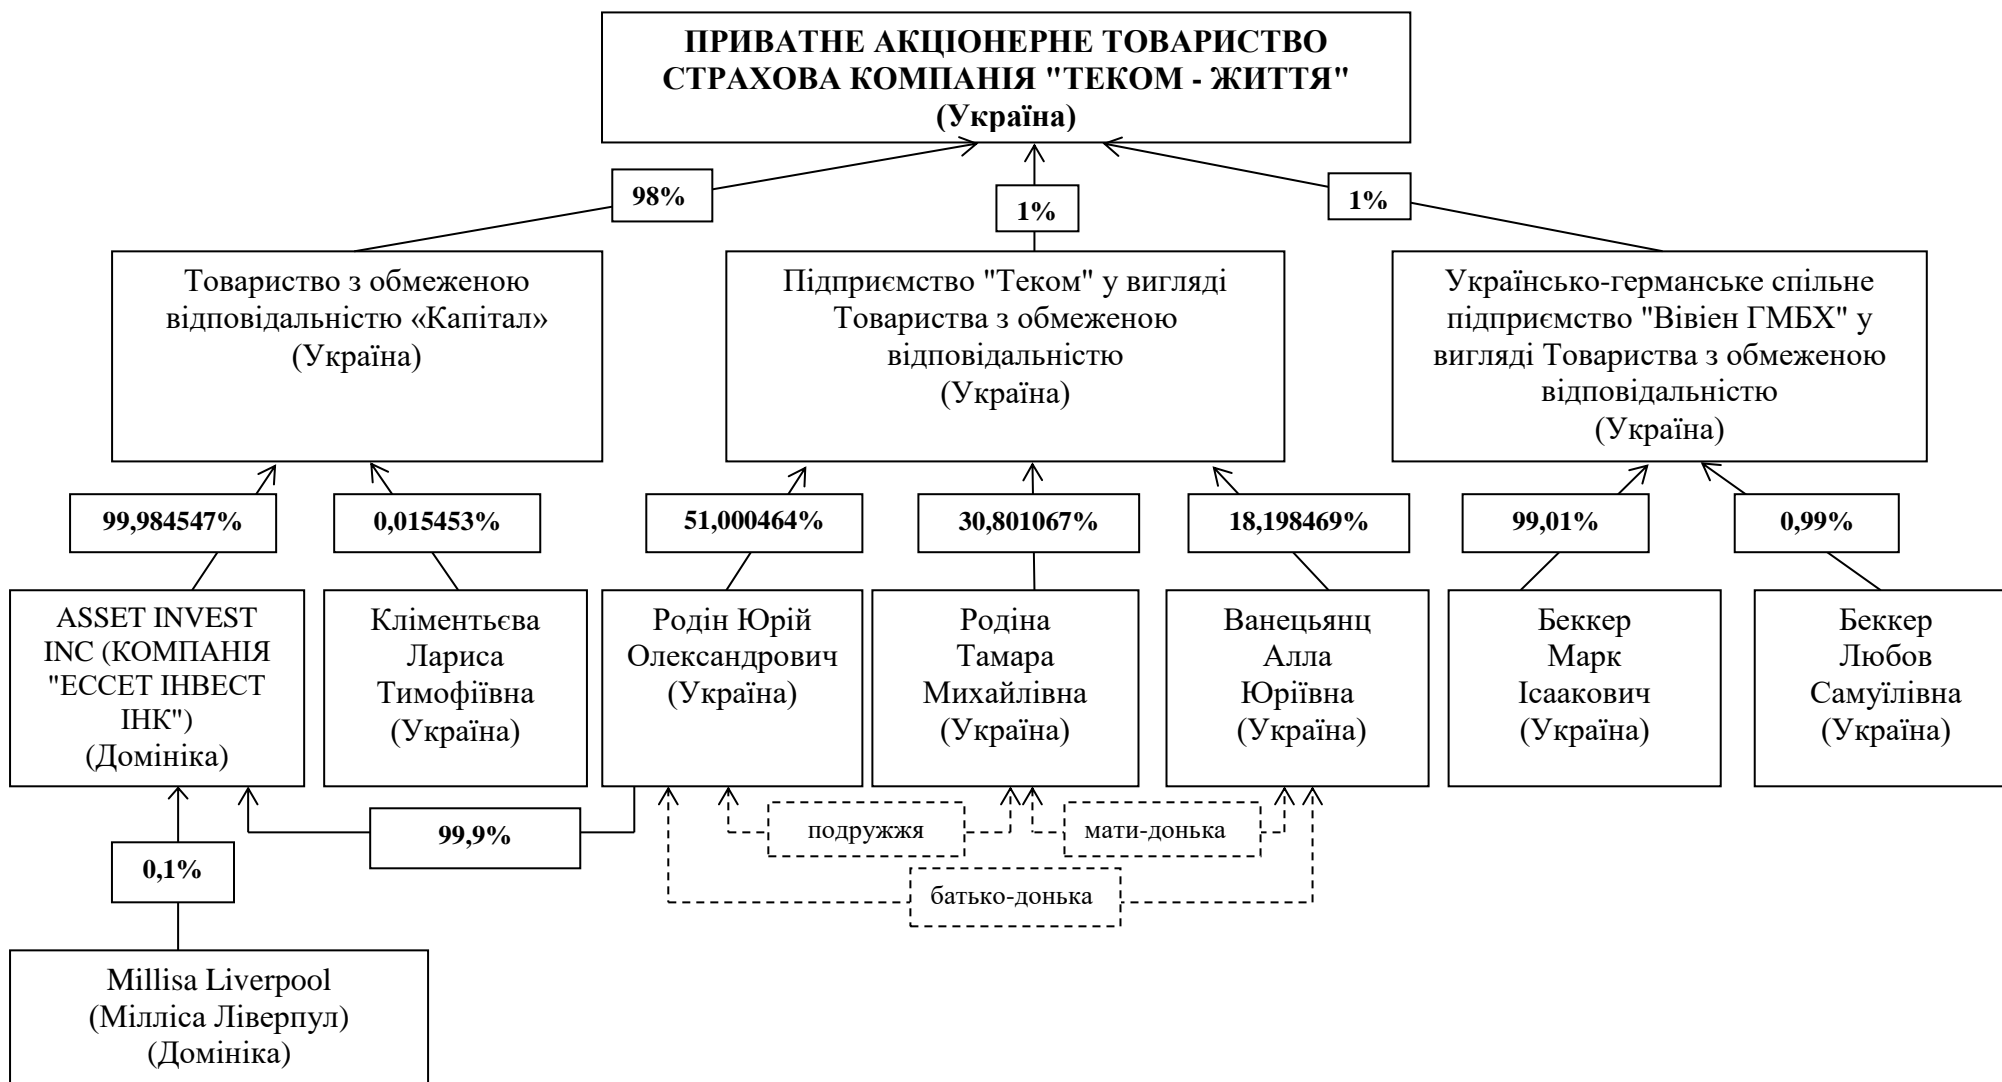 ПРИВАТНЕ АКЦІОНЕРНЕ ТОВАРИСТВО
СТРАХОВА КОМПАНІЯ "ТЕКОМ - ЖИТТЯ"
(Україна)
98%
1%
1%
Товариство з обмеженою
відповідальністю «Капітал»
(Україна)
Підприємство "Теком" у вигляді
Товариства з обмеженою
відповідальністю
(Україна)
Українсько-германське спільне
підприємство "Вівіен ГМБХ" у
вигляді Товариства з обмеженою
відповідальністю
(Україна)
99,984547%
0,015453%
51,000464%
30,801067%
18,198469%
99,01%
0,99%
ASSET INVEST
INC (КОМПАНІЯ
"ЕССЕТ ІНВЕСТ
ІНК")
(Домініка)
Кліментьєва
Лариса
Тимофіївна
(Україна)
Родін Юрій
Олександрович
(Україна)
Родіна
Тамара
Михайлівна
(Україна)
Ванецьянц
Алла
Юріївна
(Україна)
Беккер
Марк
Ісаакович
(Україна)
Беккер
Любов
Самуїлівна
(Україна)
99,9%
подружжя
мати-донька
0,1%
батько-донька
Millisa Liverpool
(Мілліса Ліверпул)
(Домініка)